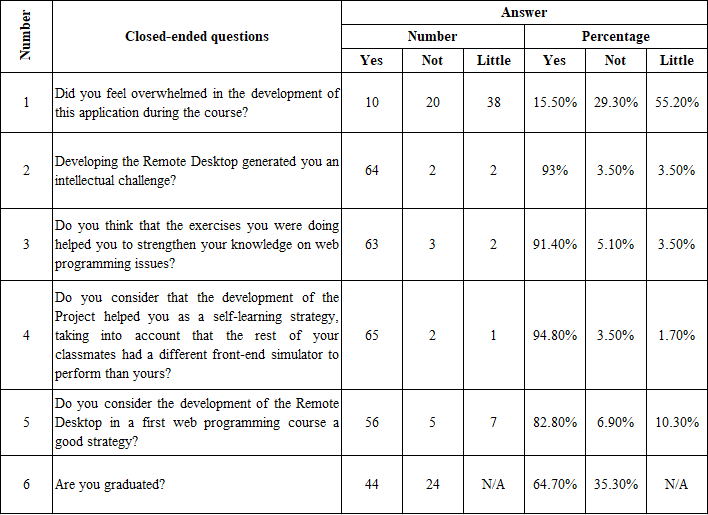 Number
Closed-ended questions
Answer
Number
Percentage
Yes
Not
Little
Yes
Not
Little
1
Did you feel overwhelmed in the development of
this application during the course?
10
20
38
15.50%
29.30%
55.20%
2
Developing the Remote Desktop generated you an
intellectual challenge?
64
2
2
93%
3.50%
3.50%
3
Do you think that the exercises you were doing
helped you to strengthen your knowledge on web
programming issues?
63
3
2
91.40%
5.10%
3.50%
4
Do you consider that the development of the
Project helped you as a self-learning strategy,
taking into account that the rest of your
classmates had a different front-end simulator to
perform than yours?
65
2
1
94.80%
3.50%
1.70%
5
Do you consider the development of the Remote
Desktop in a first web programming course a
good strategy?
56
5
7
82.80%
6.90%
10.30%
6
Are you graduated?
44
24
N/A
64.70%
35.30%
N/A